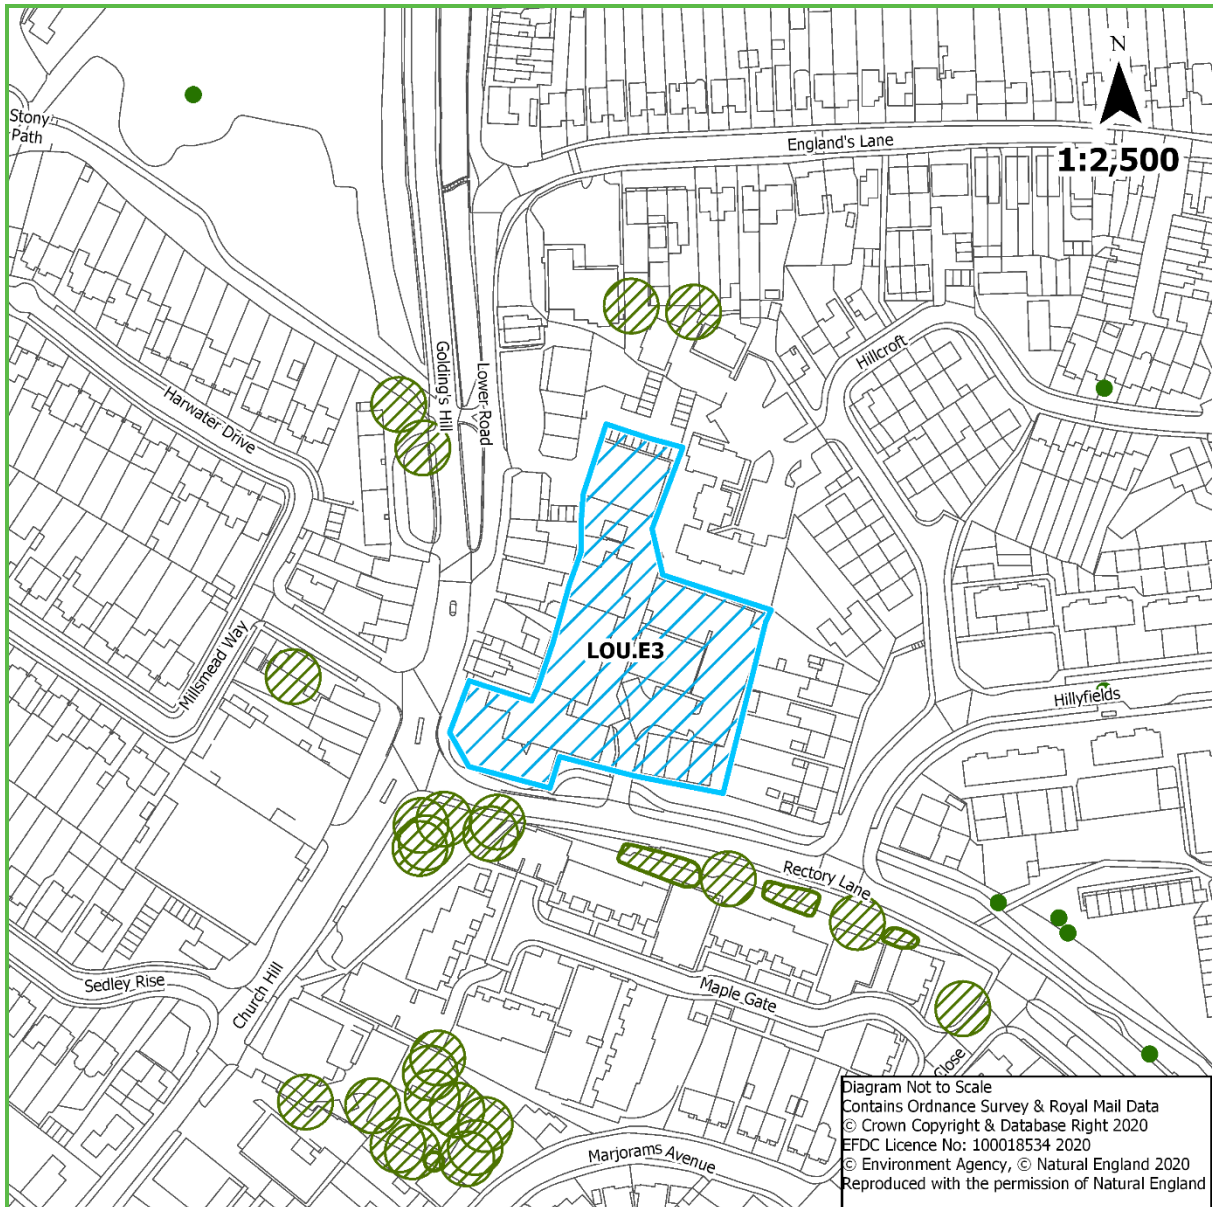 N
1:2,500
Stony
Path
England's Lane
Hillcroft
Golding's Hill
Lower Road
Harwater Drive
Millsmead Way
LOU.E3
Hillyfields
Rectory Lane
Sedley Rise
Church Hill
Maple Gate
Close
Marjorams Avenue
Diagram Not to Scale
Contains Ordnance Survey & Royal Mail Data
© Crown Copyright & Database Right 2020
EFDC Licence No: 100018534 2020
© Environment Agency, © Natural England 2020
Reproduced with the permission of Natural England